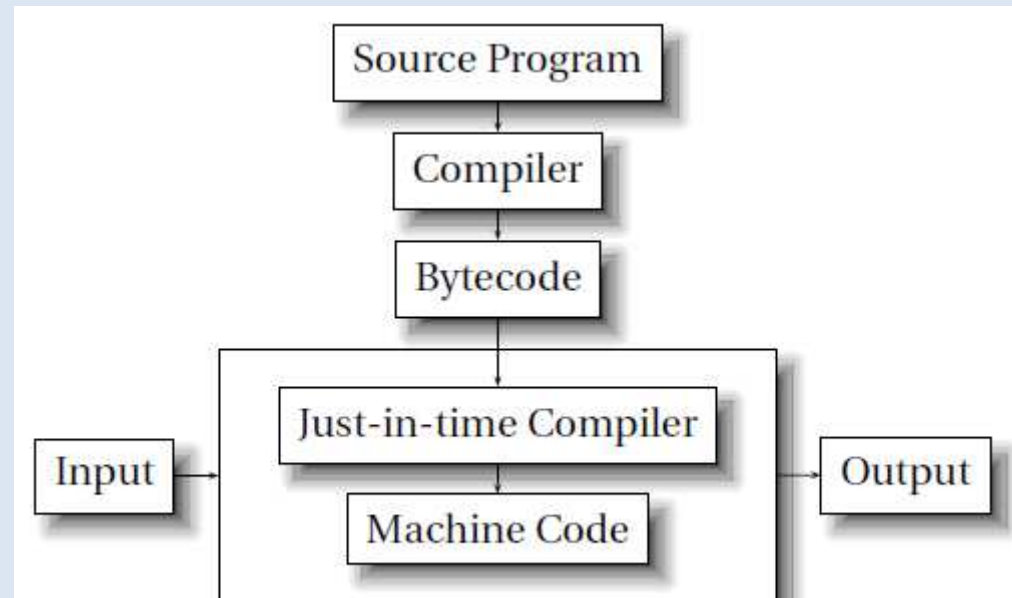 Source Program
Compiler
Bytecode
Just-in-time Compiler
Input
Output
Machine Code